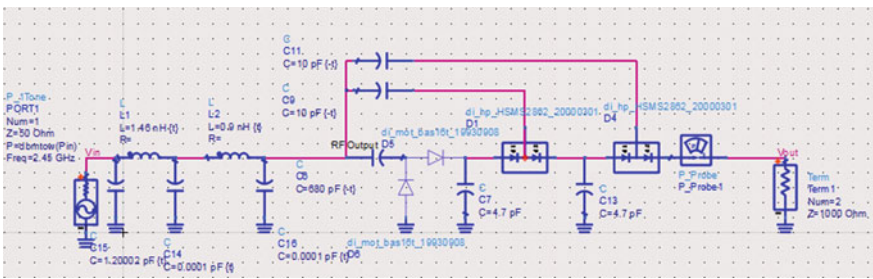 C
C11.
C=10 pF {-t}
C
C9
C=10 pF {-t}
P_1Tone
PORT1
Num=1
Z=50 Ohm
P=dbmtow(Pin)
Freq=2.45 GHz
Vin
L
L1
L=1.46 nH {t}
R=
L
L2
L=0.9 nH {t}
R=
RF Output
di_mot_bas16t_19930908
D5
di_hp_HSMS2862_20000301
D1
di_hp_HSMS2862_20000301
D4
C
C=680 pF {-t}
C
C7
C=4.7 pF
C
C13
C=4.7 pF
P_Probe
P_Probe1
Vout
Term
Term1
Num=2
Z=1000 Ohm
C
C15
C=1.20002 pF {t}
C
C14
C=0.0001 pF {t}
C
C16
C=0.0001 pF {t}
di_mot_bas16t_19930908
D6